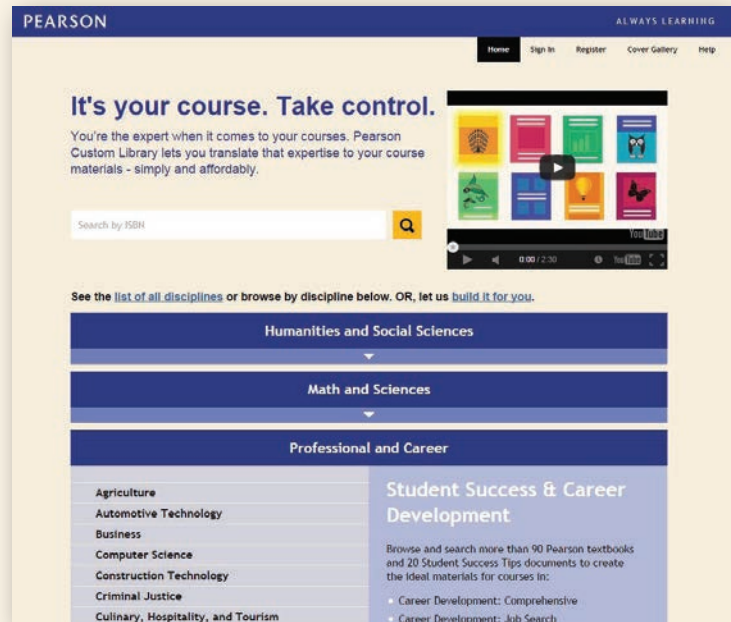 PEARSON
ALWAYS LEARNING
Home Sign In Register Cover Gallery Help
It's your course. Take control.
You're the expert when it comes to your courses. Pearson
Custom Library lets you translate that expertise to your course
materials - simply and affordably.
Search by ISBN
YouTube
0:00 / 2:30
YouTube
See the list of all disciplines or browse by discipline below. OR, let us build it for you.
Humanities and Social Sciences
Math and Sciences
Professional and Career
Agriculture
Automotive Technology
Business
Computer Science
Construction Technology
Criminal Justice
Culinary, Hospitality, and Tourism
Student Success & Career
Development
Browse and search more than 90 Pearson textbooks
and 20 Student Success Tips documents to create
the ideal materials for courses in:
Career Development: Comprehensive
Career Development: Job Search